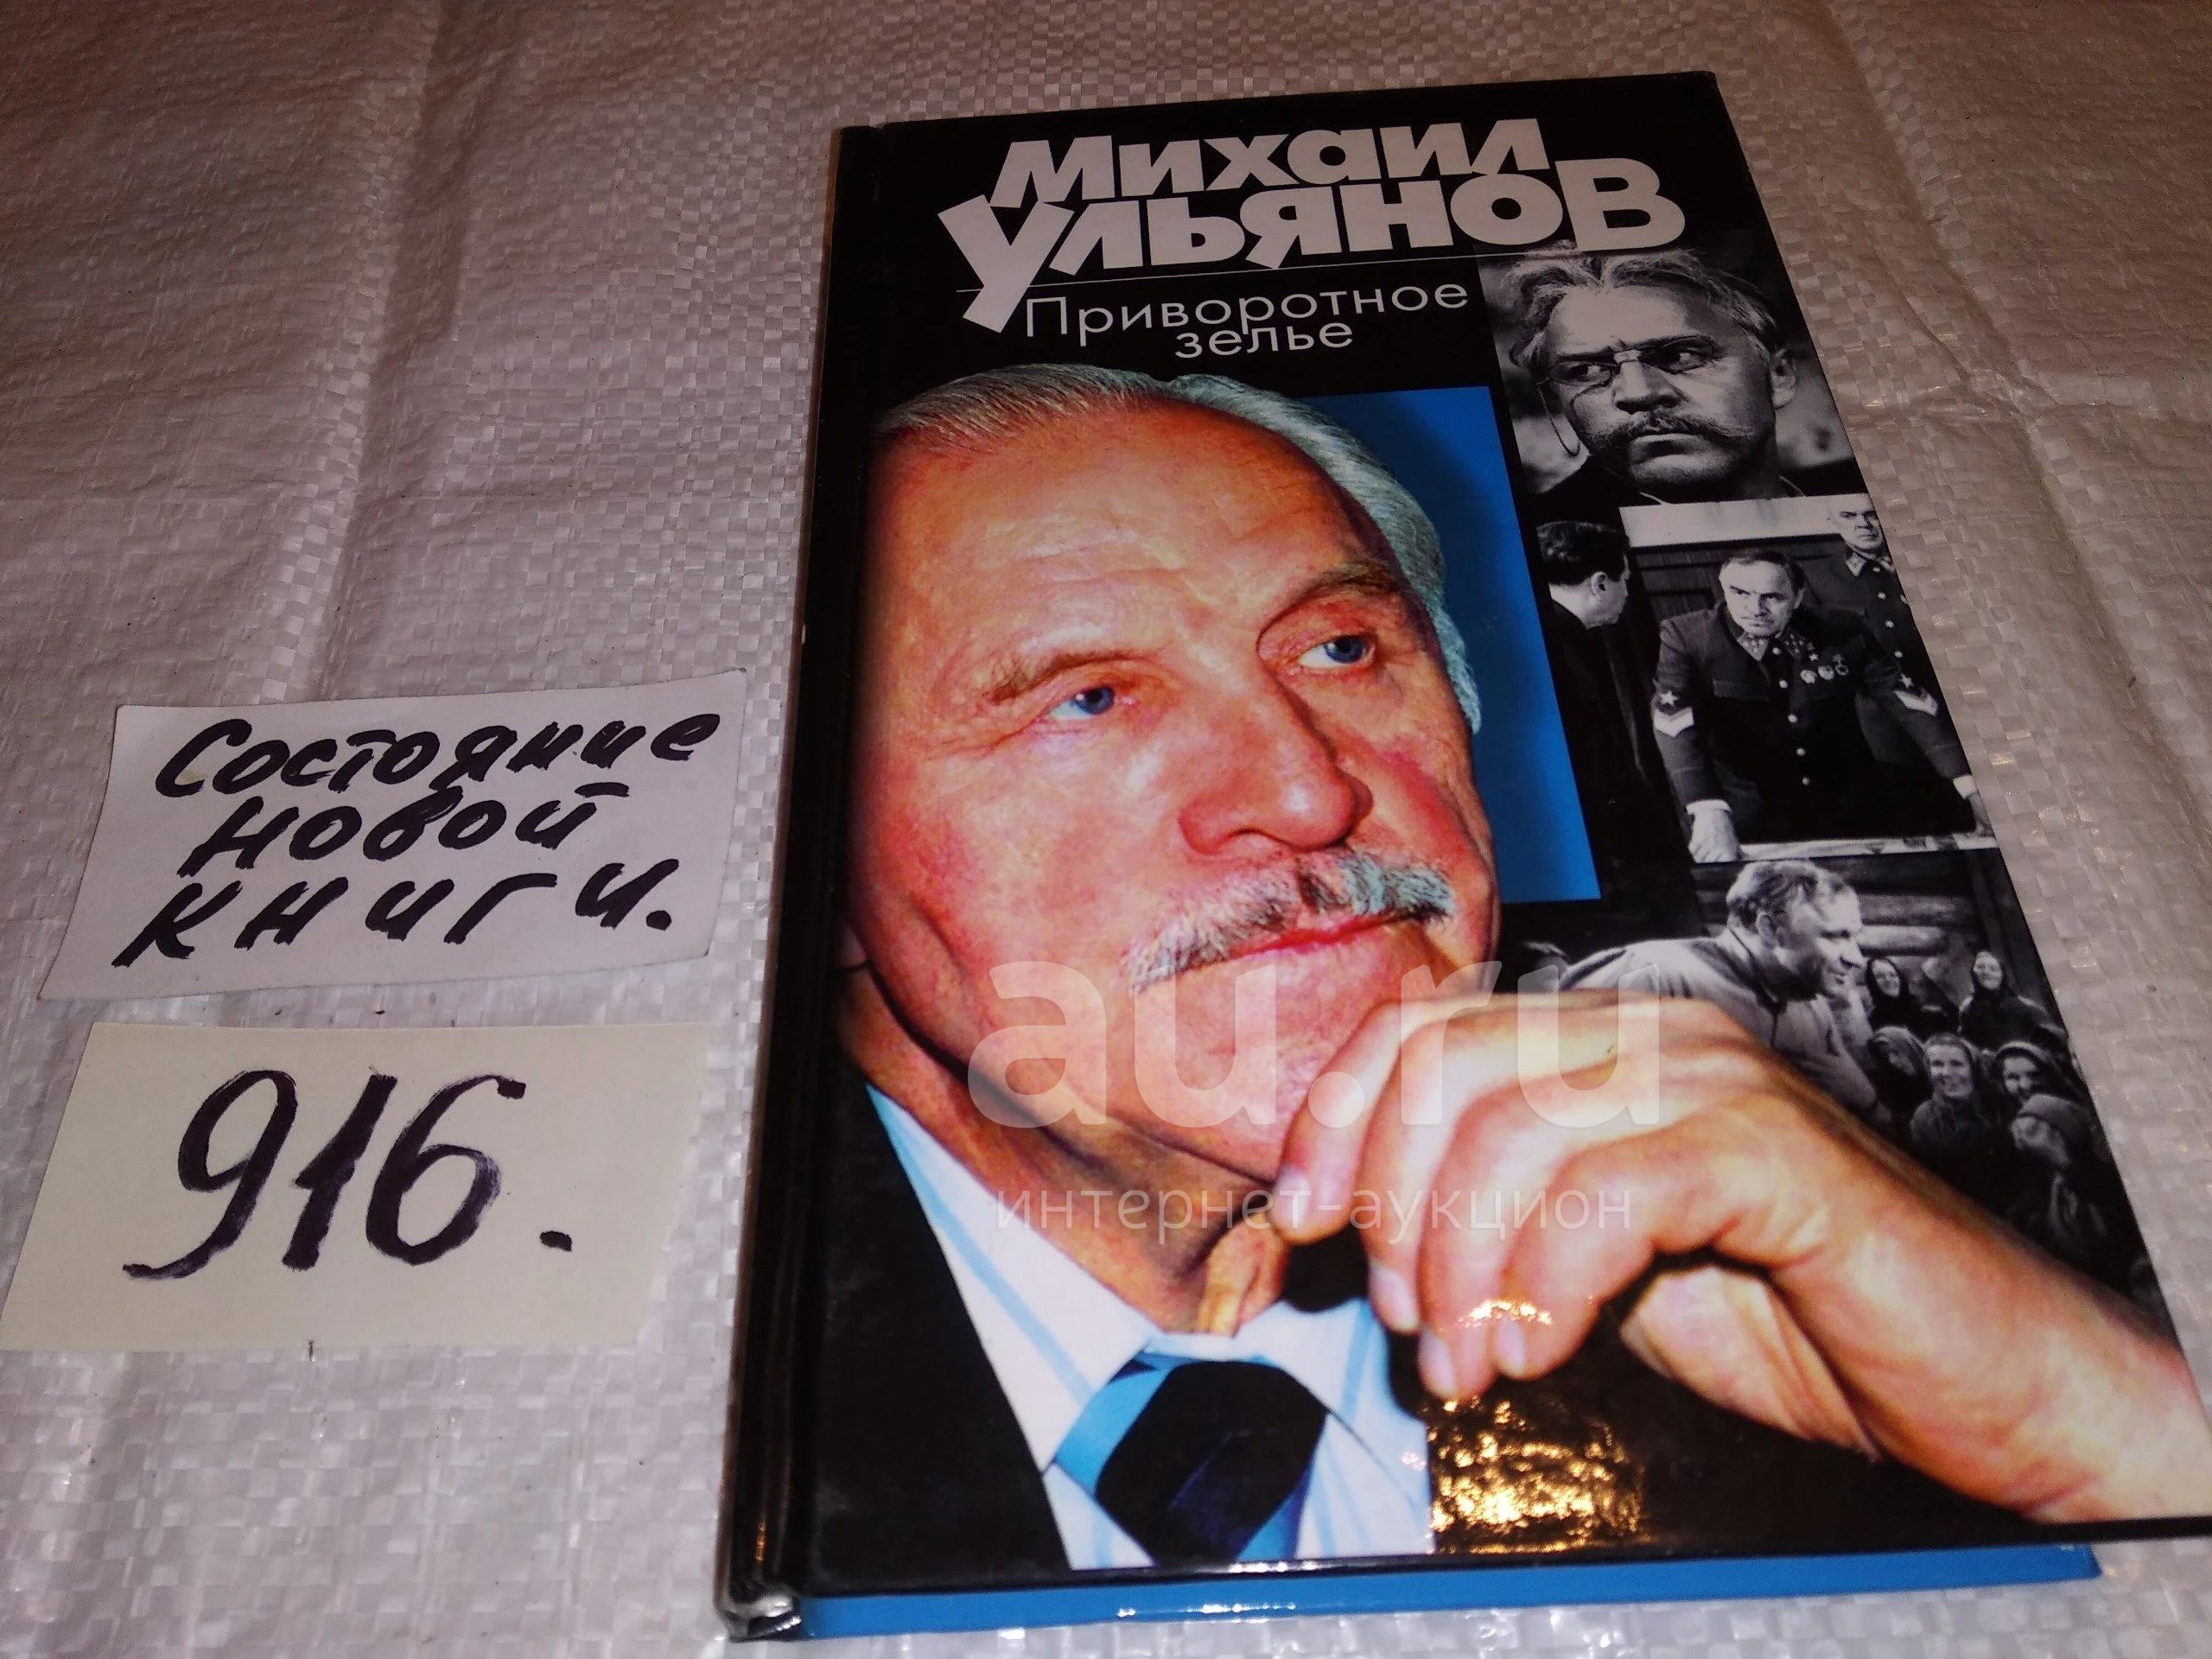 Михаил
Ульянов
Приворотное
зелье
Состояние
новой
книги.
916.
au.ru
интернет-аукцион